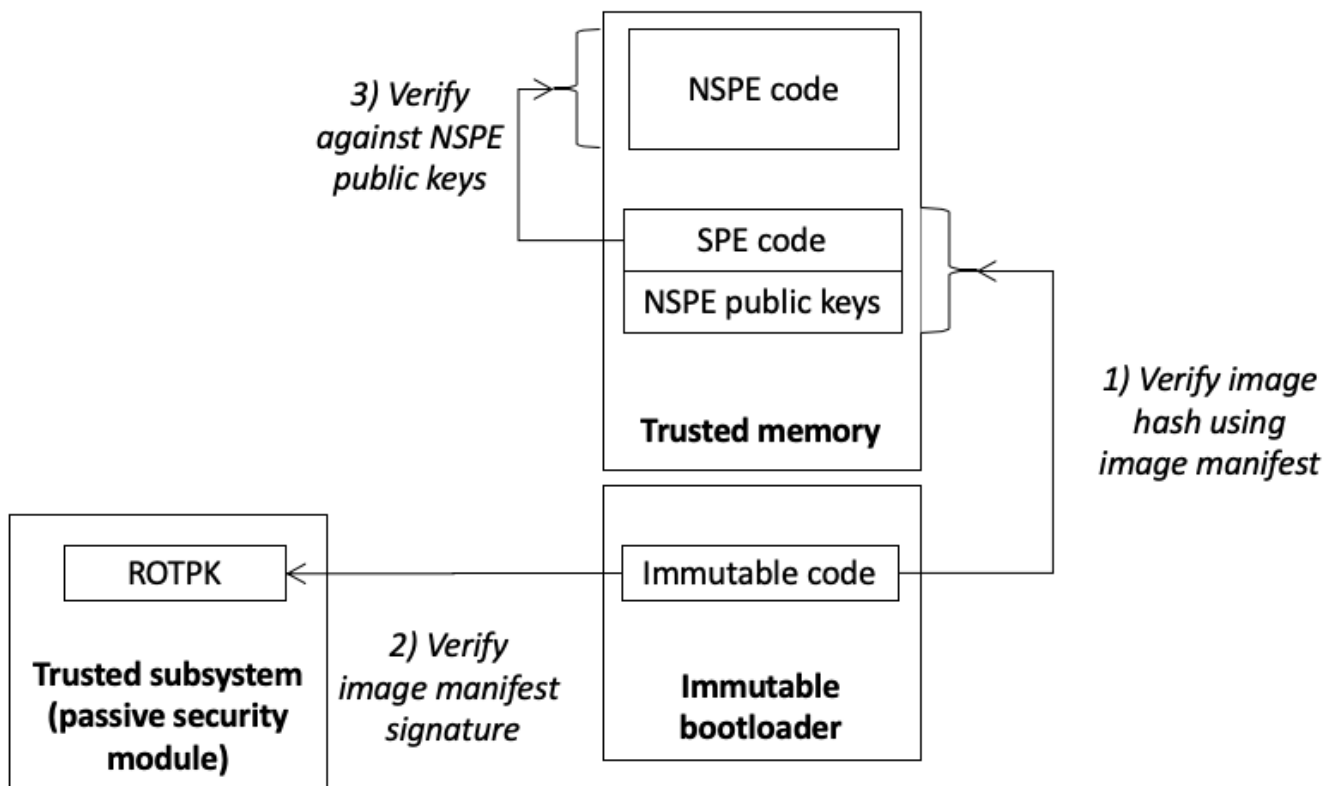 NSPE code
3) Verify
against NSPE
public keys
SPE code
NSPE public keys
Trusted memory
1) Verify image
hash using
image manifest
ROTPK
Immutable code
2) Verify
image manifest
signature
Trusted subsystem
(passive security
module)
Immutable
bootloader